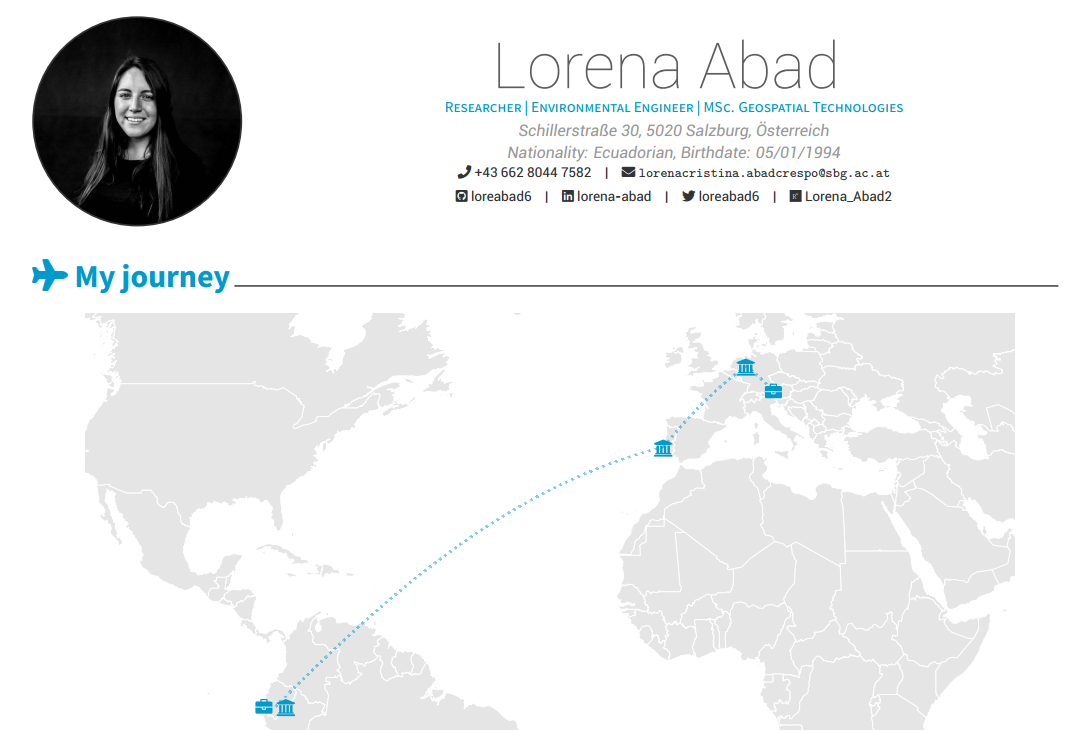 Lorena Abad
Researcher | Environmental Engineer | MSc. Geospatial Technologies
Schillerstraße 30, 5020 Salzburg, Österreich
Nationality: Ecuadorian, Birthdate: 05/01/1994
+43 662 8044 7582 | lorenacristina.abadcrespo@sbg.ac.at
loreabad6 | lorena-abad | loreabad6 | Lorena_Abad2
My journey